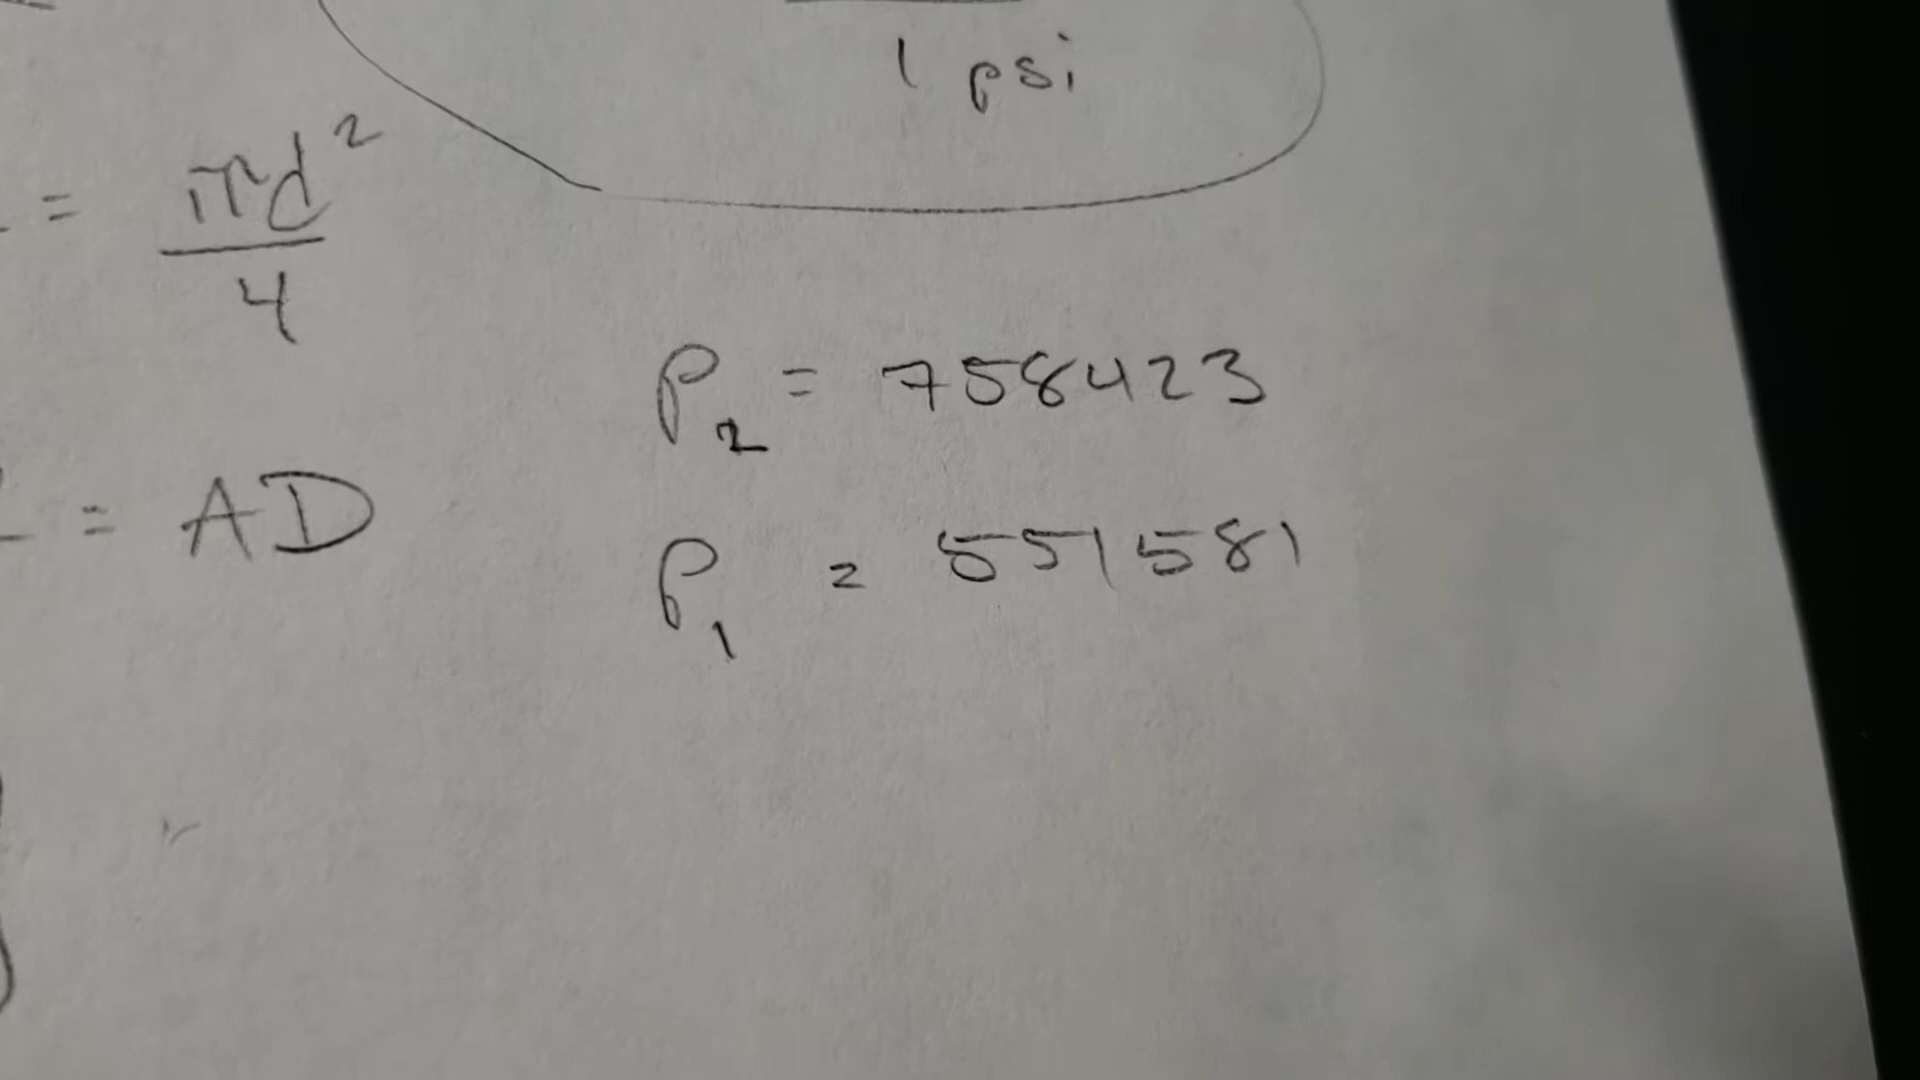 1 psi
= πd²/4
P₂ = 758423
= AD
P₁ = 551581